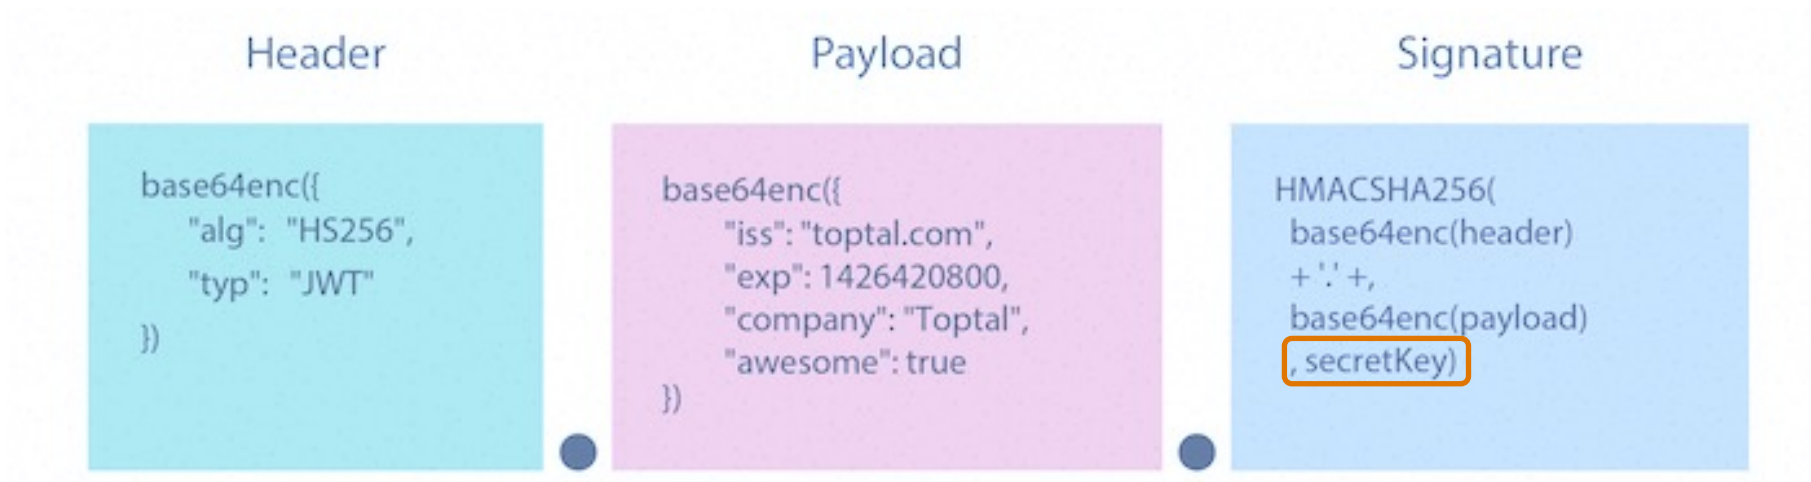 Header
base64enc({
"alg": "HS256",
"typ": "JWT"
})
Payload
base64enc({
"iss": "toptal.com",
"exp": 1426420800,
"company": "Toptal",
"awesome": true
})
Signature
HMACSHA256(
base64enc(header)
+ '.' +,
base64enc(payload)
, secretKey)